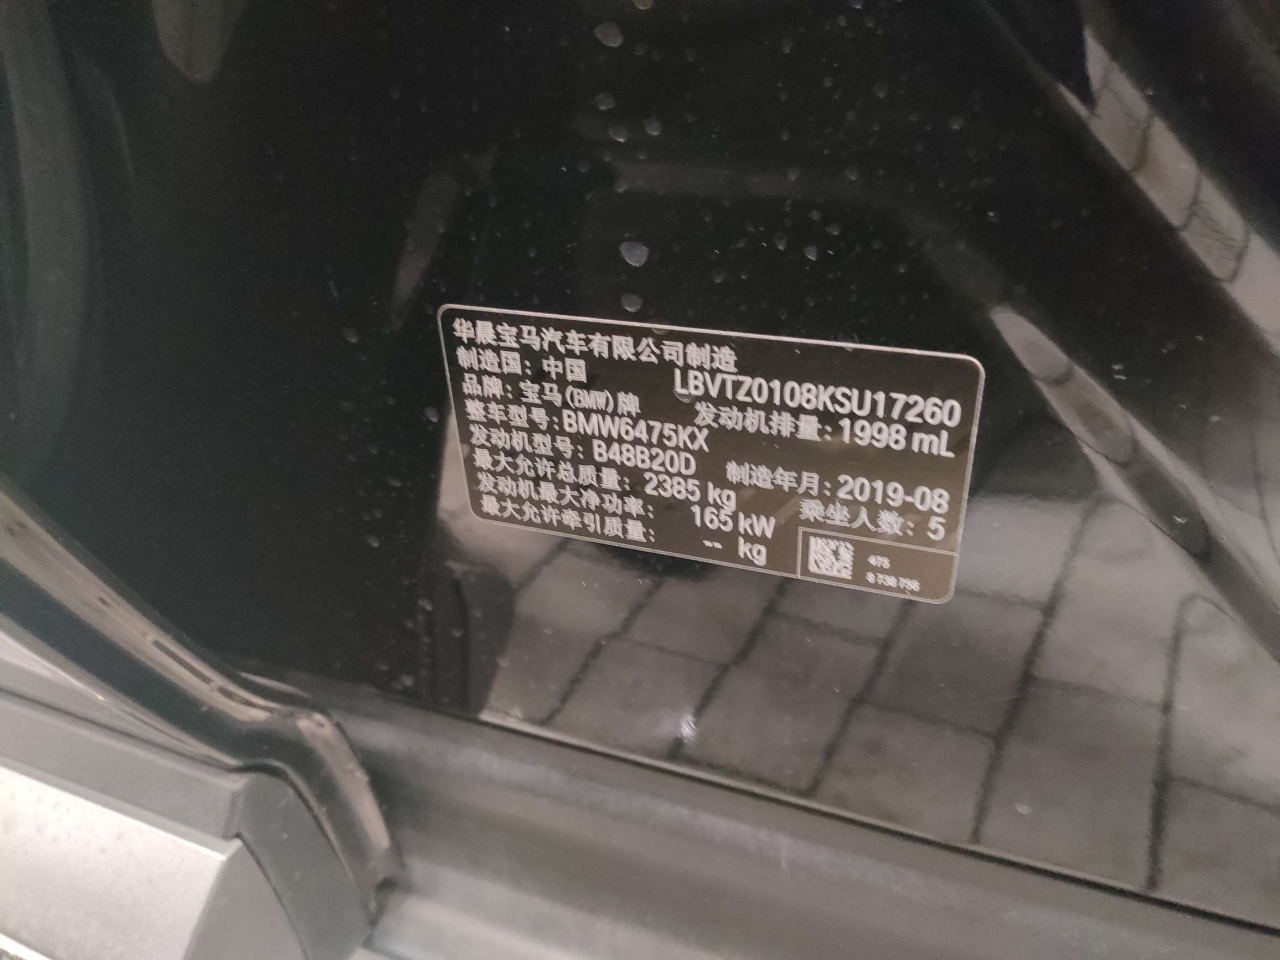 华晨宝马汽车有限公司制造
制造国：中国 LBVTZ0108KSU17260
品牌：宝马(BMW)牌 发动机排量：1998 mL
整车型号：BMW6475KX
发动机型号：B48B20D 制造年月：2019-08
最大允许总质量：2385 kg 乘坐人数：5
发动机最大净功率：165 kW
最大允许牵引质量：-- kg
475
8 738 756